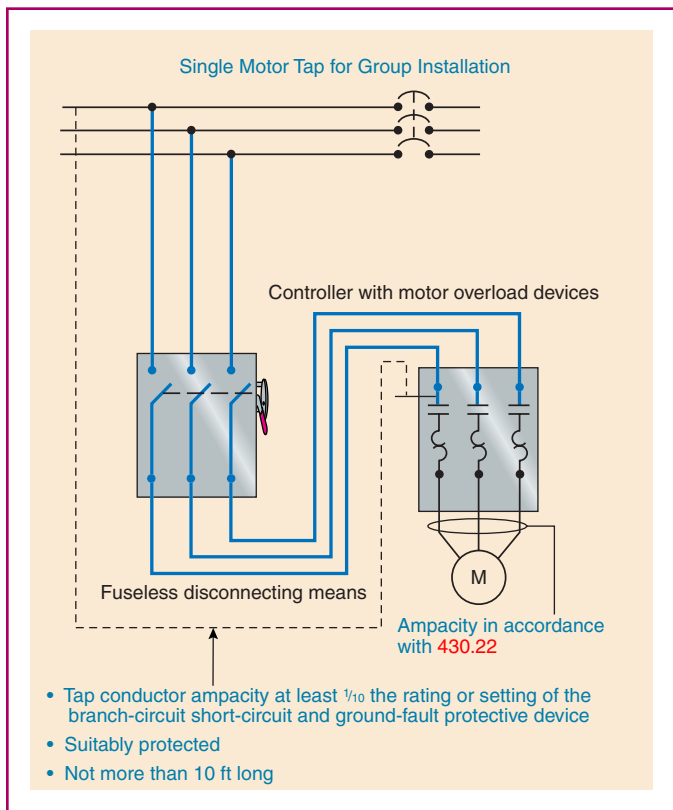 Single Motor Tap for Group Installation
Controller with motor overload devices
M
Fuseless disconnecting means
Ampacity in accordance
with 430.22
• Tap conductor ampacity at least 1/10 the rating or setting of the
branch-circuit short-circuit and ground-fault protective device
• Suitably protected
• Not more than 10 ft long